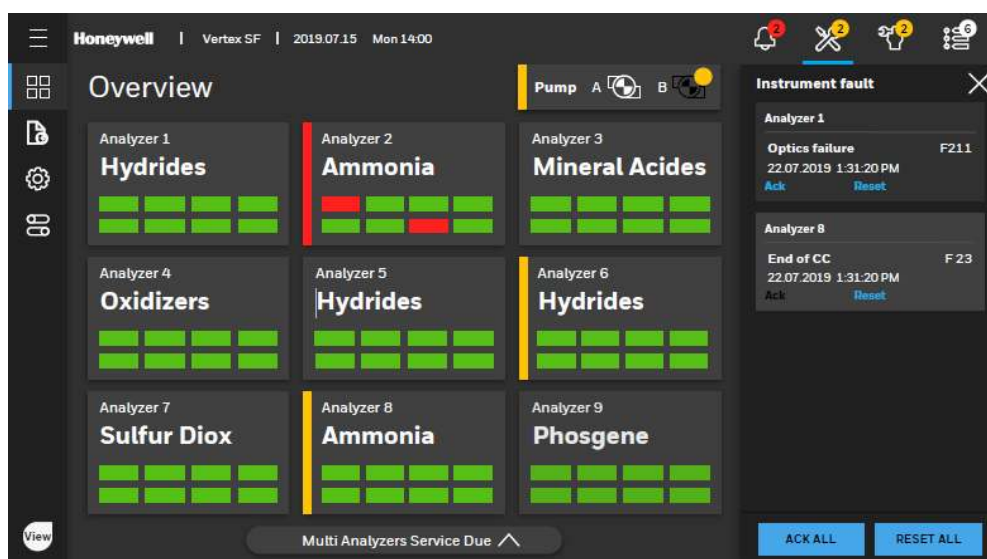 Honeywell | Vertex SF | 2019.07.15 Mon 14:00
2 2 2 6
Overview
Pump A B
Analyzer 1
Hydrides
Analyzer 2
Ammonia
Analyzer 3
Mineral Acides
Analyzer 4
Oxidizers
Analyzer 5
Hydrides
Analyzer 6
Hydrides
Analyzer 7
Sulfur Diox
Analyzer 8
Ammonia
Analyzer 9
Phosgene
Multi Analyzers Service Due
View
Instrument fault
Analyzer 1
Optics failure F211
22.07.2019 1:31:20 PM
Ack Reset
Analyzer 8
End of CC F 23
22.07.2019 1:31:20 PM
Ack Reset
ACK ALL RESET ALL